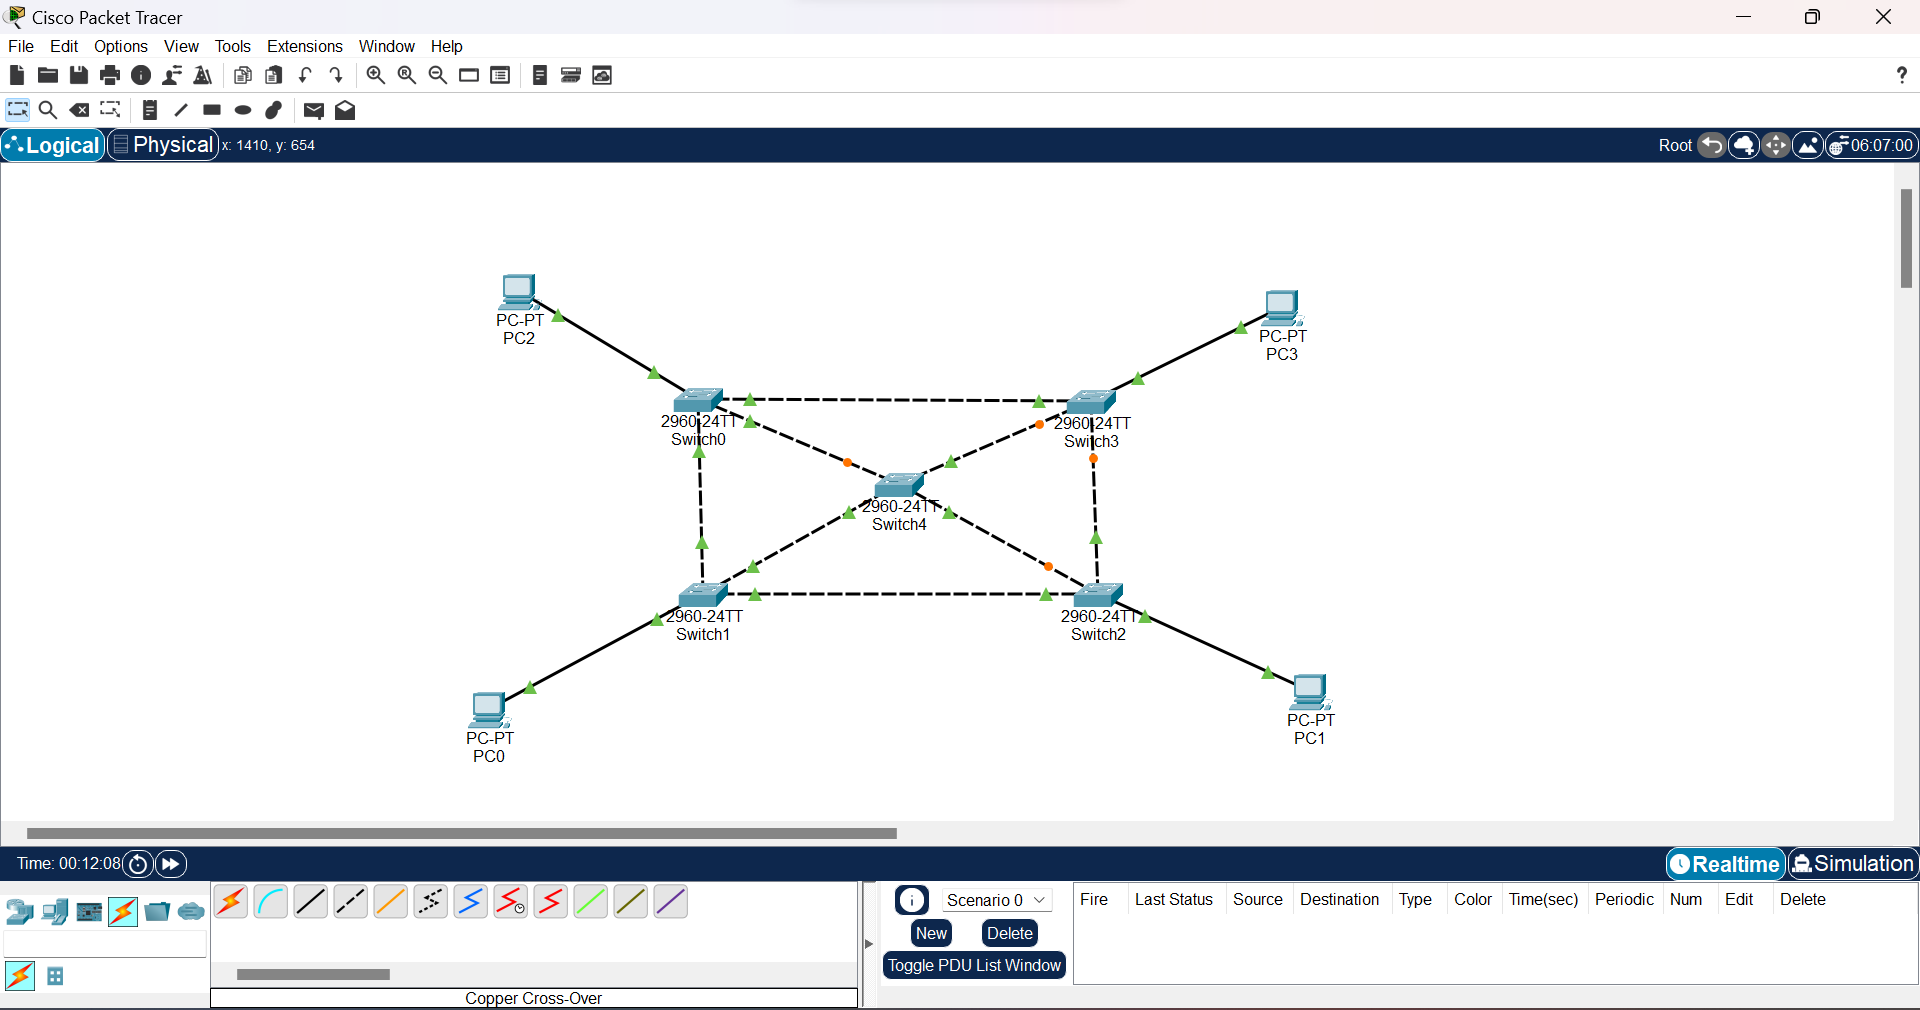 Cisco Packet Tracer
File Edit Options View Tools Extensions Window Help
?
Logical Physical x: 1410, y: 654 Root 06:07:00
PC-PT
PC2
PC-PT
PC3
2960-24TT
Switch0
2960-24TT
Switch3
2960-24TT
Switch4
2960-24TT
Switch1
2960-24TT
Switch2
PC-PT
PC0
PC-PT
PC1
Time: 00:12:08 Realtime Simulation
Scenario 0
New Delete
Toggle PDU List Window
Fire Last Status Source Destination Type Color Time(sec) Periodic Num Edit Delete
Copper Cross-Over